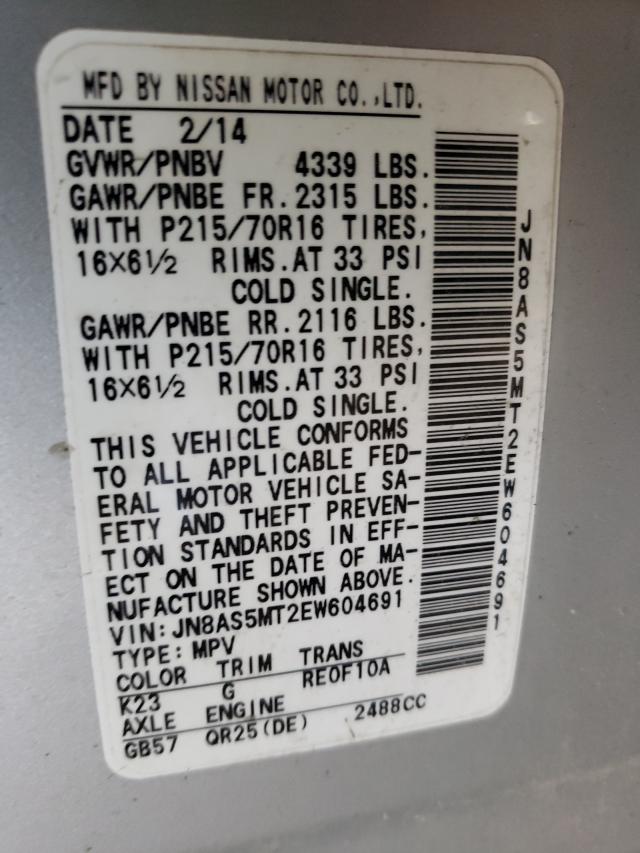 MFD BY NISSAN MOTOR CO.,LTD.
DATE 2/14
GVWR/PNBV 4339 LBS.
GAWR/PNBE FR. 2315 LBS.
WITH P215/70R16 TIRES,
16X6½ RIMS. AT 33 PSI
COLD SINGLE.
GAWR/PNBE RR. 2116 LBS.
WITH P215/70R16 TIRES,
16X6½ RIMS. AT 33 PSI
COLD SINGLE.
THIS VEHICLE CONFORMS
TO ALL APPLICABLE FED-
ERAL MOTOR VEHICLE SA-
FETY AND THEFT PREVEN-
TION STANDARDS IN EFF-
ECT ON THE DATE OF MA-
NUFACTURE SHOWN ABOVE.
VIN: JN8AS5MT2EW604691
TYPE: MPV
COLOR TRIM TRANS
K23 G RE0F10A
AXLE ENGINE
GB57 QR25(DE) 2488CC
JN8AS5MT2EW604691